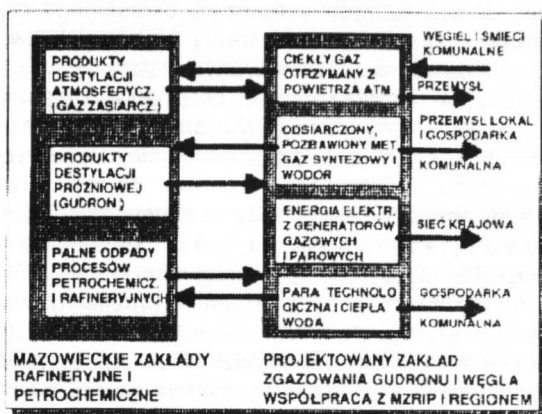 PRODUKTY
DESTYLACJI
ATMOSFERYCZ.
(GAZ ZASIARCZ.)
PRODUKTY
DESTYLACJI
PRÓŻNIOWEJ
(GUDRON)
PALNE ODPADY
PROCESÓW
PETROCHEMICZ.
I RAFINERYJNYCH
MAZOWIECKIE ZAKŁADY
RAFINERYJNE I
PETROCHEMICZNE
CIEKŁY GAZ
OTRZYMANY Z
POWIETRZA ATM.
ODSIARCZONY,
POZBAWIONY MET.
GAZ SYNTEZOWY I
WODOR
ENERGIA ELEKTR.
Z GENERATORÓW
GAZOWYCH
I PAROWYCH
PARA TECHNOLO
GICZNA I CIEPŁA
WODA
PROJEKTOWANY ZAKŁAD
ZGAZOWANIA GUDRONU I WĘGLA
WSPÓŁPRACA Z MZRIP I REGIONEM
WĘGIEL I ŚMIECI
KOMUNALNE
PRZEMYSŁ
PRZEMYSŁ LOKAL
I GOSPODARKA
KOMUNALNA
SIEC KRAJOWA
GOSPODARKA
KOMUNALNA